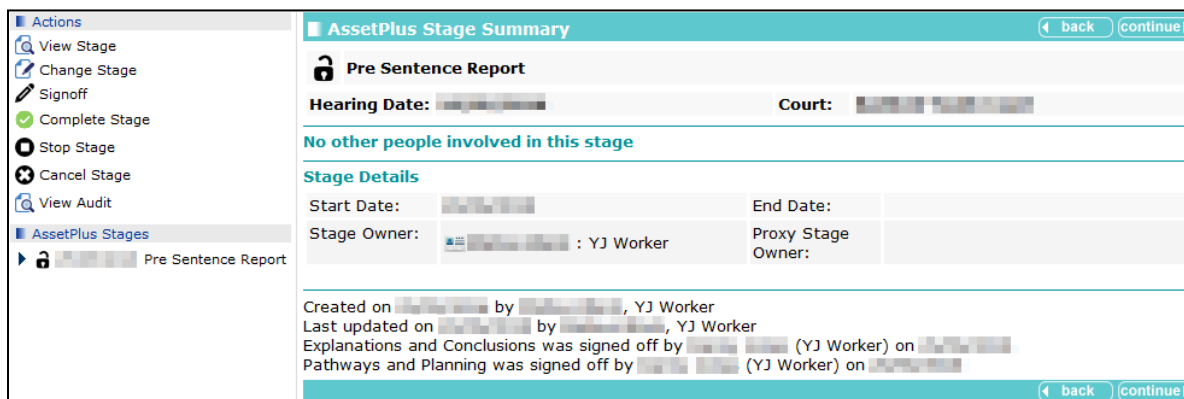 Actions
View Stage
Change Stage
Signoff
Complete Stage
Stop Stage
Cancel Stage
View Audit
AssetPlus Stages
Pre Sentence Report
AssetPlus Stage Summary
back continue
Pre Sentence Report
Hearing Date: Court:
No other people involved in this stage
Stage Details
Start Date: End Date:
Stage Owner: : YJ Worker Proxy Stage
Owner:
Created on by , YJ Worker
Last updated on by , YJ Worker
Explanations and Conclusions was signed off by (YJ Worker) on
Pathways and Planning was signed off by (YJ Worker) on
back continue